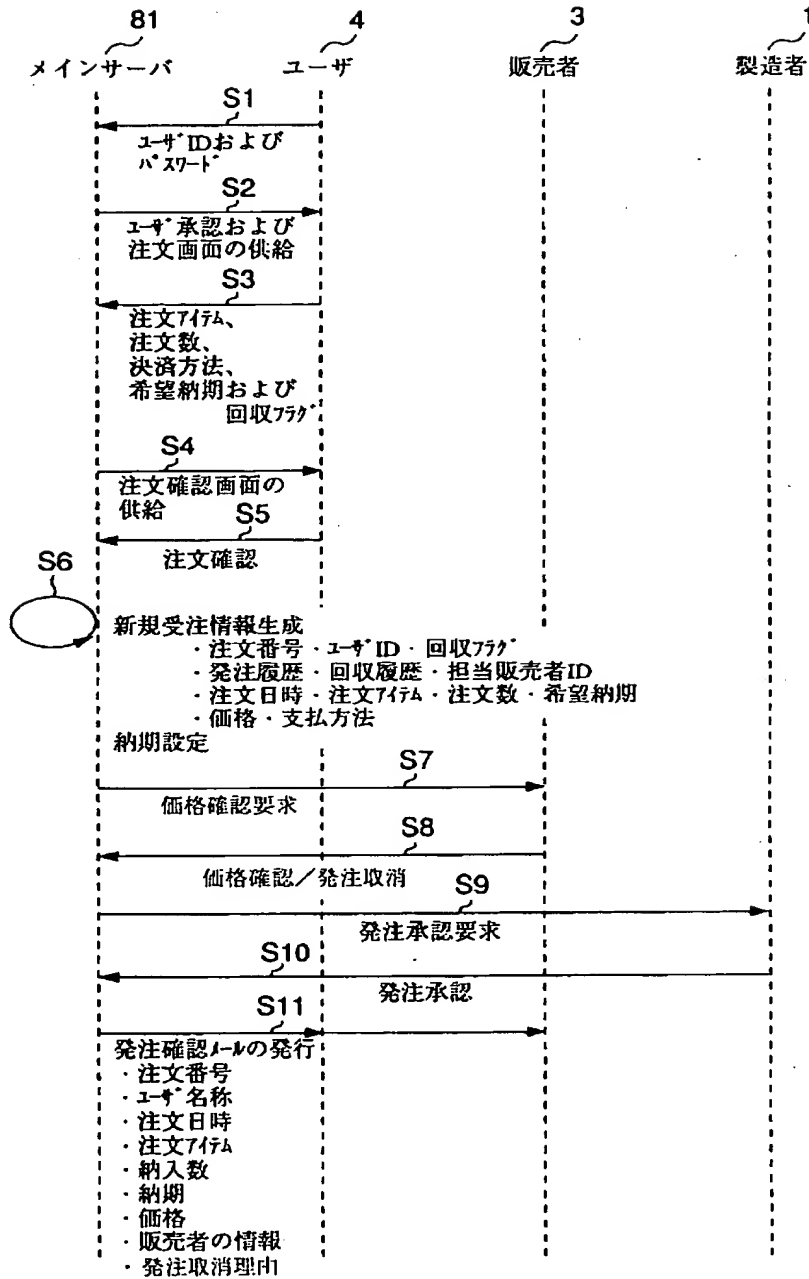 81
4
3
1
メインサーバ
ユーザ
販売者
製造者
S1
ユーザIDおよび
パスワード
S2
ユーザ承認および
注文画面の供給
S3
注文アイテム、
注文数、
決済方法、
希望納期および
回収フラグ
S4
注文確認画面の
供給
S5
注文確認
S6
新規受注情報生成
・注文番号・ユーザID・回収フラグ
・発注履歴・回収履歴・担当販売者ID
・注文日時・注文アイテム・注文数・希望納期
・価格・支払方法
納期設定
S7
価格確認要求
S8
価格確認／発注取消
S9
発注承認要求
S10
発注承認
S11
発注確認メールの発行
・注文番号
・ユーザ名称
・注文日時
・注文アイテム
・納入数
・納期
・価格
・販売者の情報
・発注取消理由